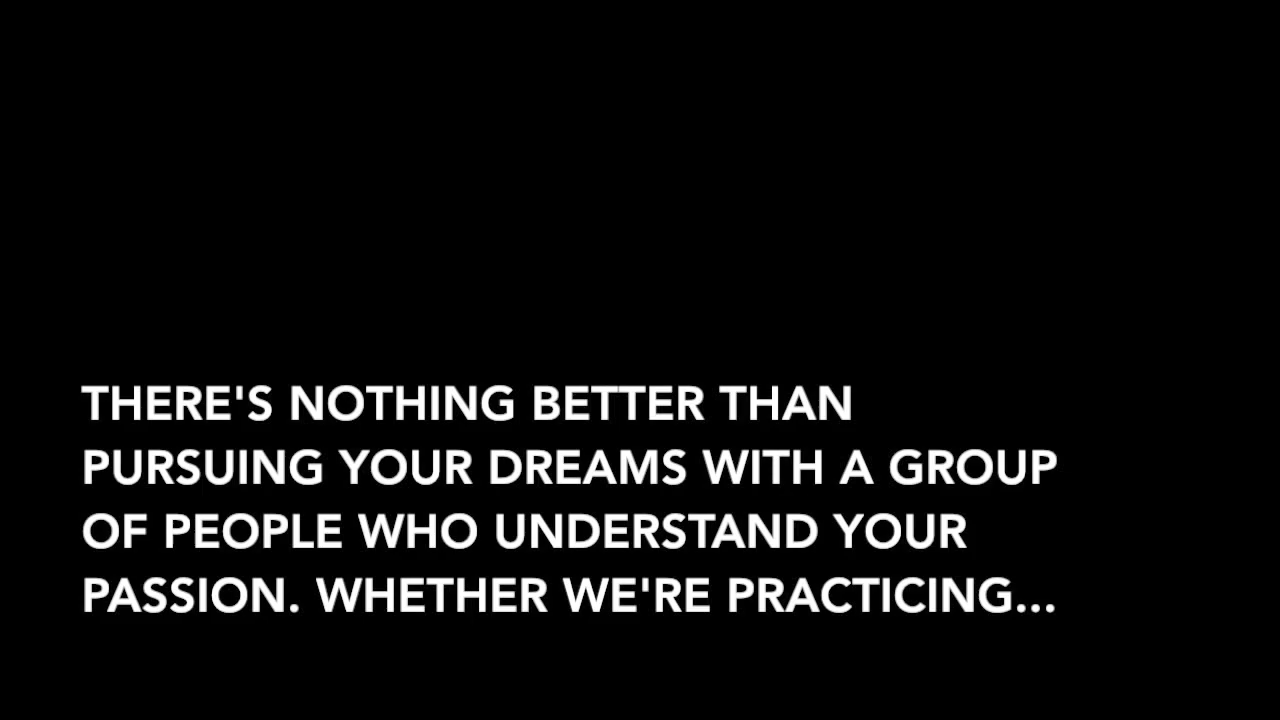 THERE'S NOTHING BETTER THAN
PURSUING YOUR DREAMS WITH A GROUP
OF PEOPLE WHO UNDERSTAND YOUR
PASSION. WHETHER WE'RE PRACTICING...